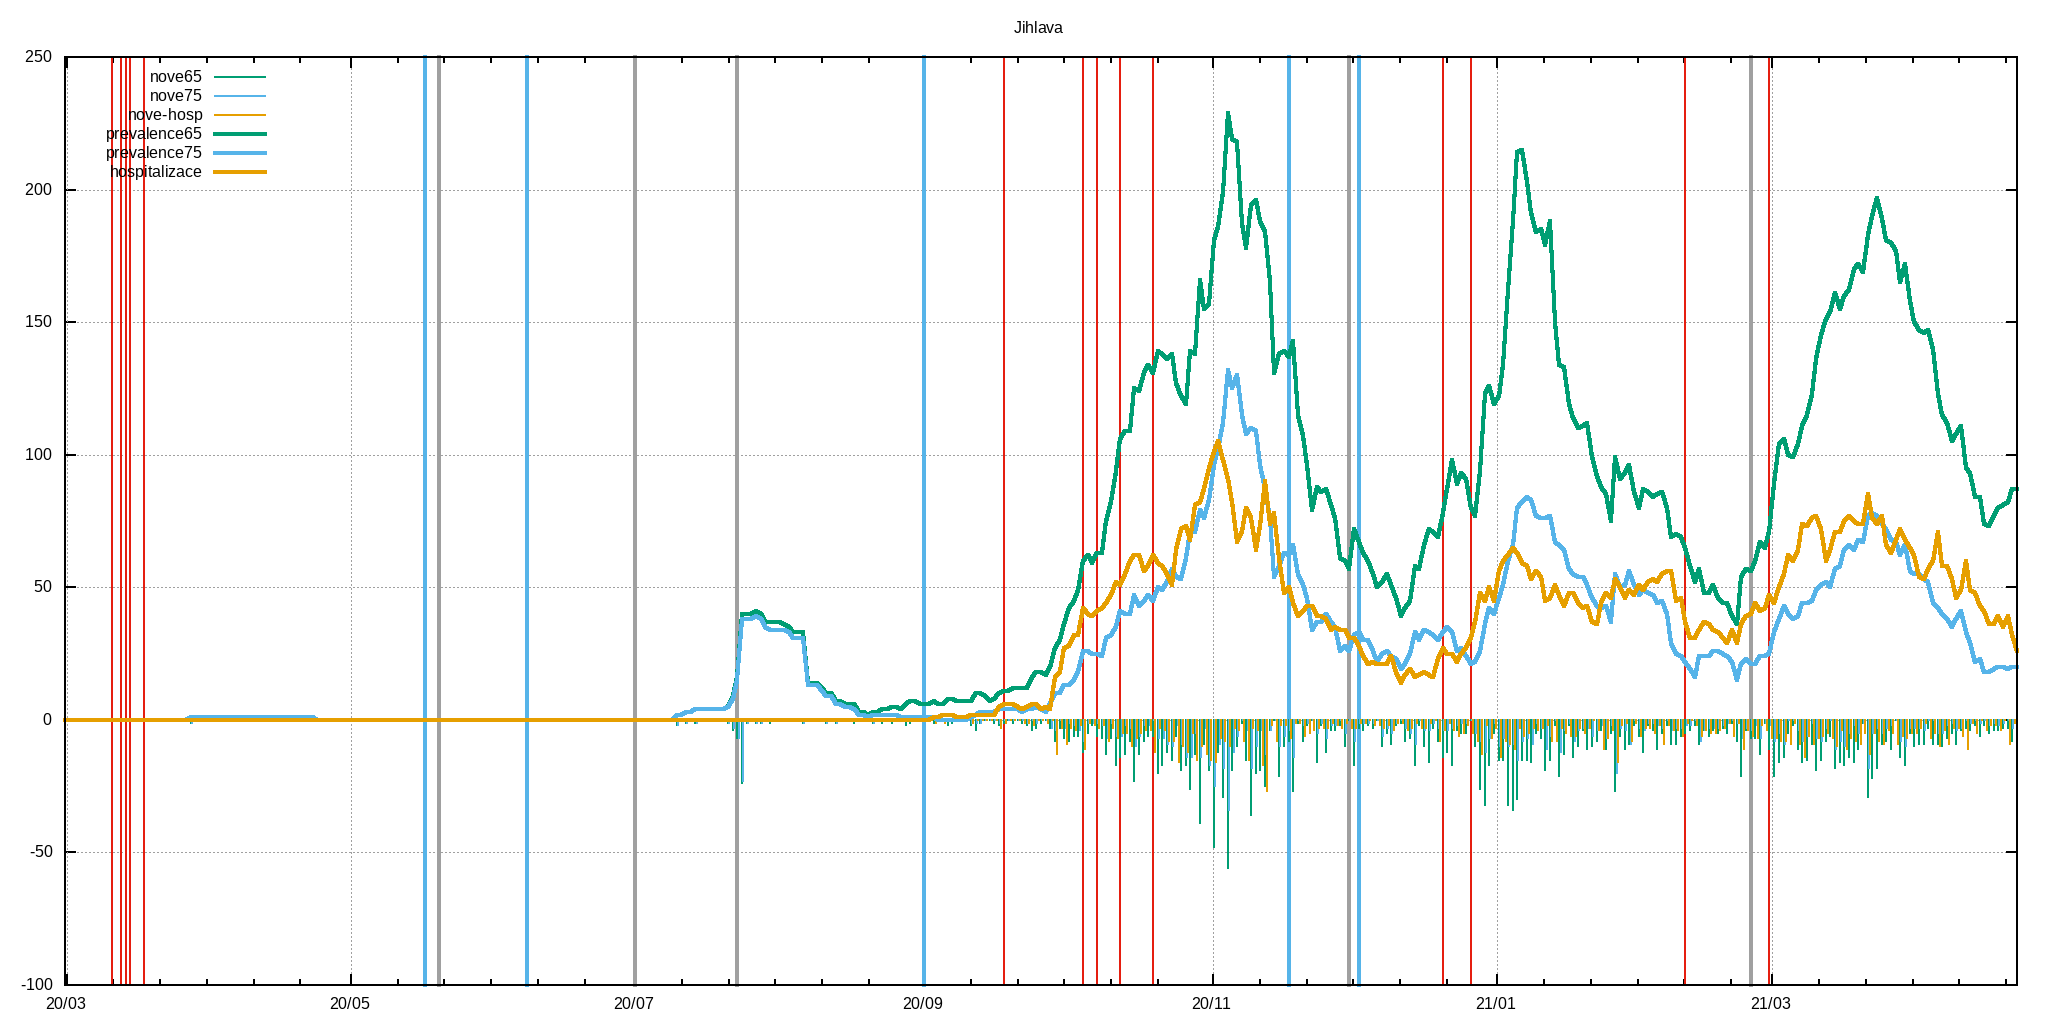 Jihlava
250
200
150
100
50
0
-50
-100
nove65
nove75
nove-hosp
prevalence65
prevalence75
hospitalizace
20/03 20/05 20/07 20/09 20/11 21/01 21/03